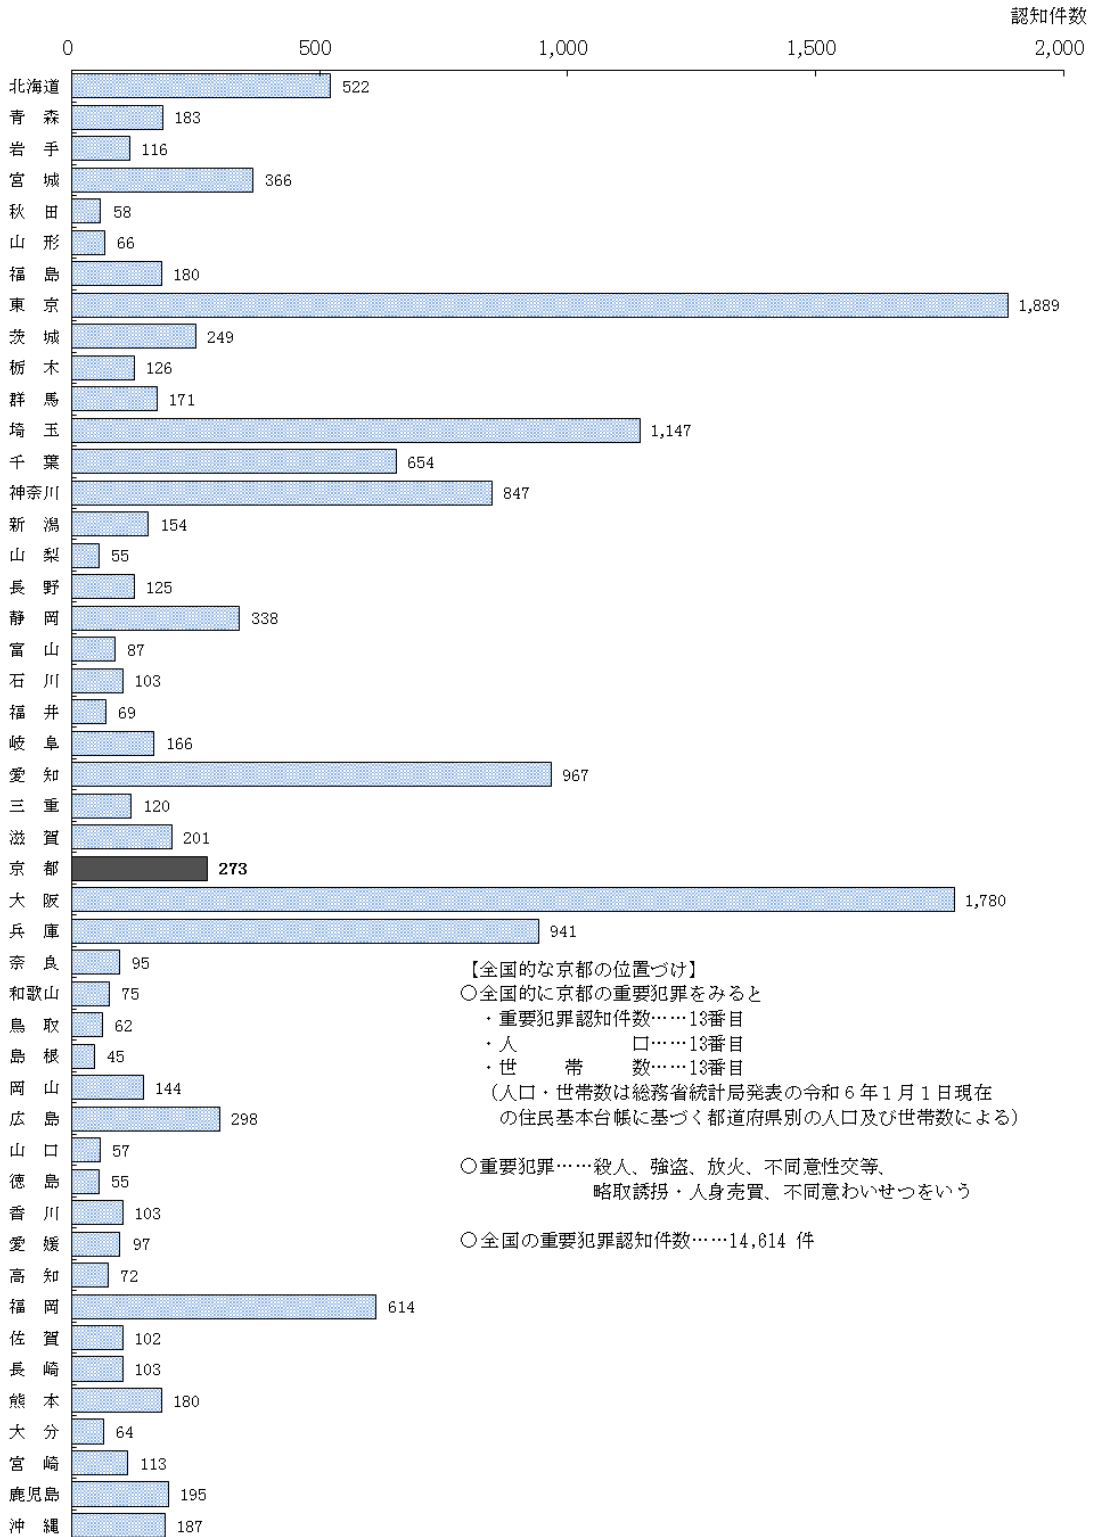 認知件数
0 500 1,000 1,500 2,000
北海道 522
青森 183
岩手 116
宮城 366
秋田 58
山形 66
福島 180
東京 1,889
茨城 249
栃木 126
群馬 171
埼玉 1,147
千葉 654
神奈川 847
新潟 154
山梨 55
長野 125
静岡 338
富山 87
石川 103
福井 69
岐阜 166
愛知 967
三重 120
滋賀 201
京都 273
大阪 1,780
兵庫 941
奈良 95
和歌山 75
鳥取 62
島根 45
岡山 144
広島 298
山口 57
徳島 55
香川 103
愛媛 97
高知 72
福岡 614
佐賀 102
長崎 103
熊本 180
大分 64
宮崎 113
鹿児島 195
沖縄 187
【全国的な京都の位置づけ】
○全国的に京都の重要犯罪をみると
・重要犯罪認知件数……13番目
・人口……13番目
・世帯数……13番目
(人口・世帯数は総務省統計局発表の令和6年1月1日現在
の住民基本台帳に基づく都道府県別の人口及び世帯数による)
○重要犯罪……殺人、強盗、放火、不同意性交等、
略取誘拐・人身売買、不同意わいせつをいう
○全国の重要犯罪認知件数……14,614 件